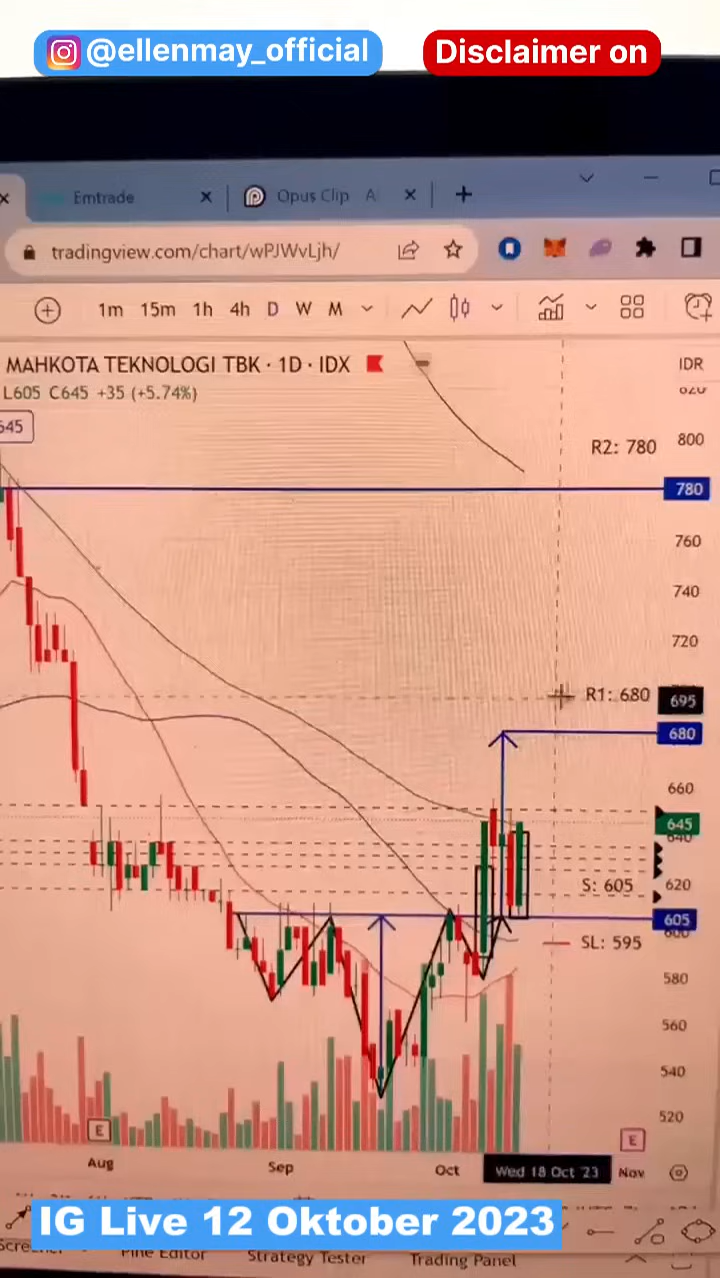 @ellenmay_official
Disclaimer on
Emtrade
Opus Clip A
tradingview.com/chart/wPJWvLjh/
1m 15m 1h 4h D W M
MAHKOTA TEKNOLOGI TBK · 1D · IDX
IDR
L605 C645 +35 (+5.74%)
820
645
R2: 780
800
780
760
740
720
R1: 680
695
680
660
645
640
S: 605
620
605
600
SL: 595
580
560
540
520
E
E
Aug Sep Oct Wed 18 Oct '23 Nov
IG Live 12 Oktober 2023
Pine Editor Strategy Tester Trading Panel